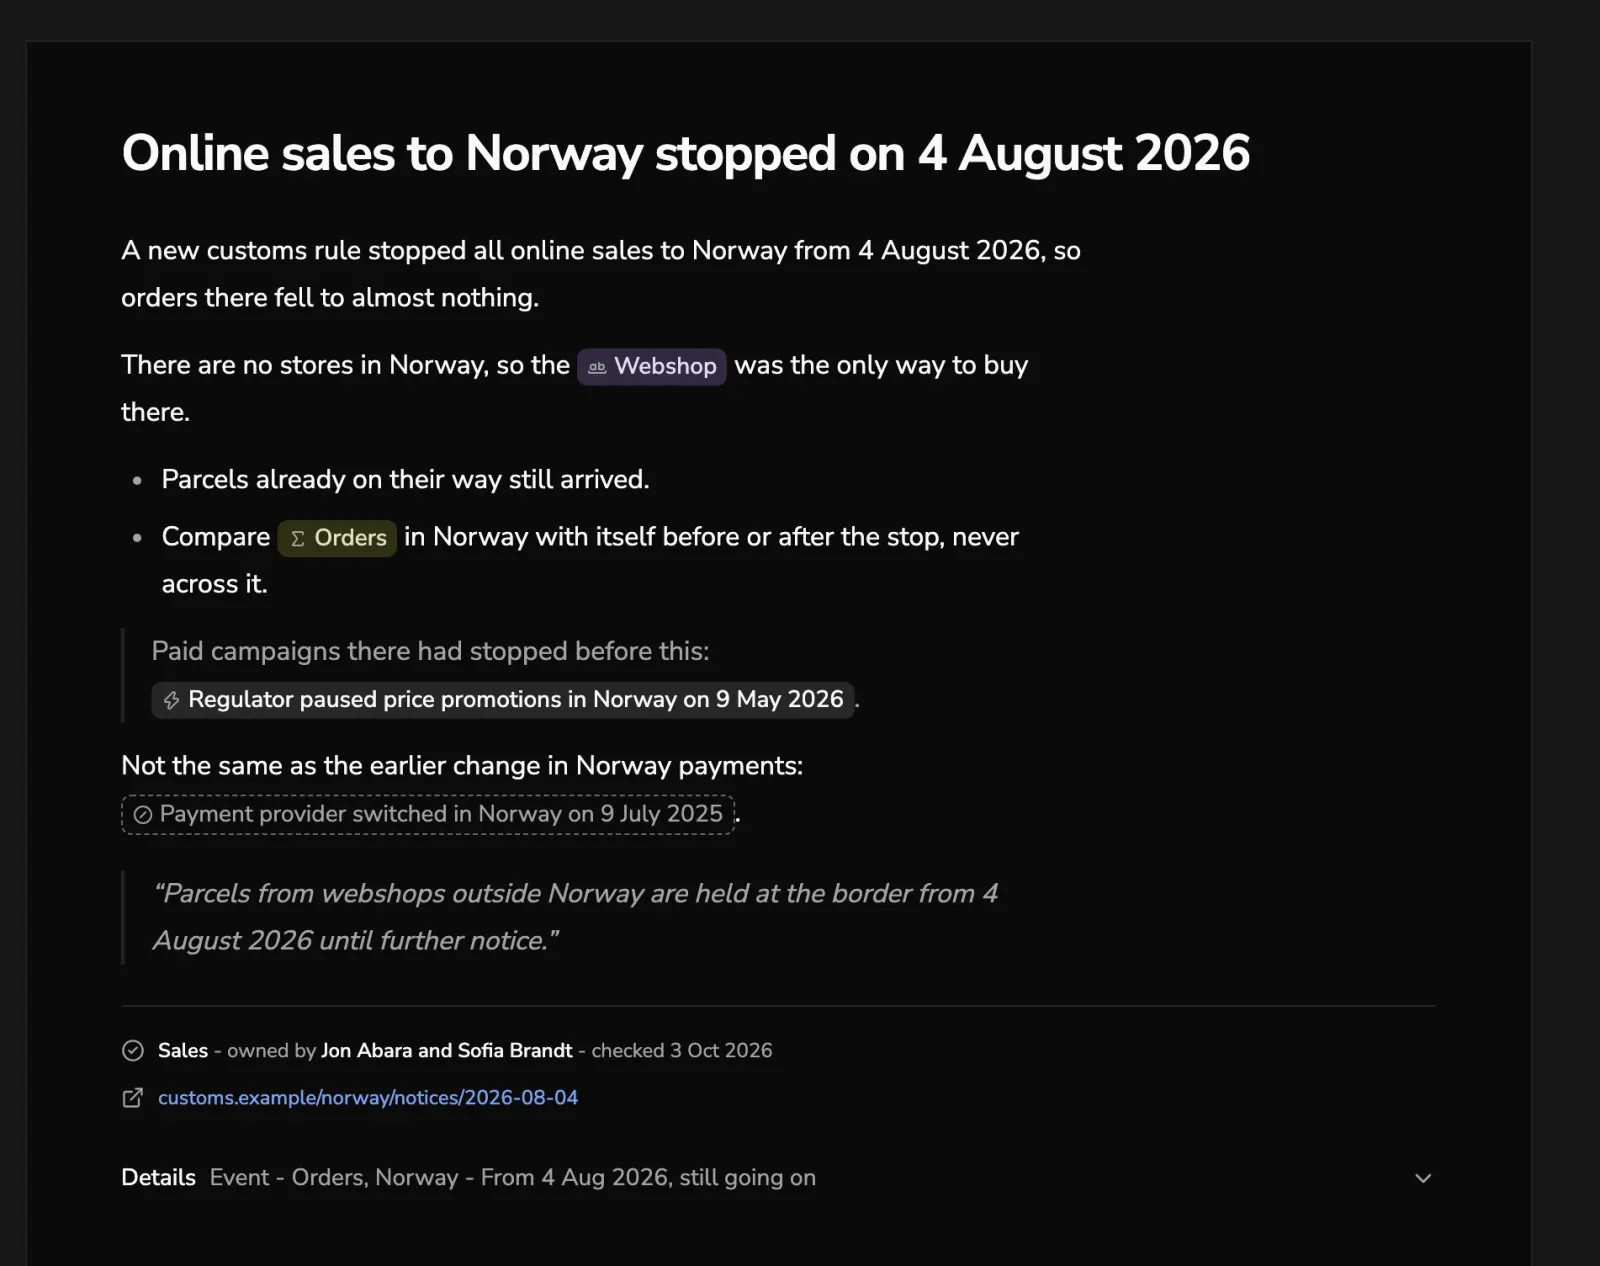 Online sales to Norway stopped on 4 August 2026
A new customs rule stopped all online sales to Norway from 4 August 2026, so
orders there fell to almost nothing.
There are no stores in Norway, so the ab Webshop was the only way to buy
there.
• Parcels already on their way still arrived.
• Compare Σ Orders in Norway with itself before or after the stop, never
across it.
Paid campaigns there had stopped before this:
Regulator paused price promotions in Norway on 9 May 2026.
Not the same as the earlier change in Norway payments:
Payment provider switched in Norway on 9 July 2025.
“Parcels from webshops outside Norway are held at the border from 4
August 2026 until further notice.”
Sales - owned by Jon Abara and Sofia Brandt - checked 3 Oct 2026
customs.example/norway/notices/2026-08-04
Details Event - Orders, Norway - From 4 Aug 2026, still going on